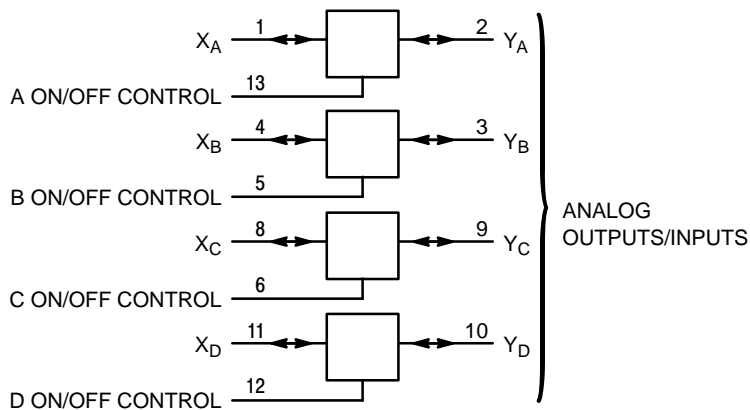 X_A 1 2 Y_A
A ON/OFF CONTROL 13
X_B 4 3 Y_B
B ON/OFF CONTROL 5
X_C 8 9 Y_C
C ON/OFF CONTROL 6
X_D 11 10 Y_D
D ON/OFF CONTROL 12
ANALOG
OUTPUTS/INPUTS